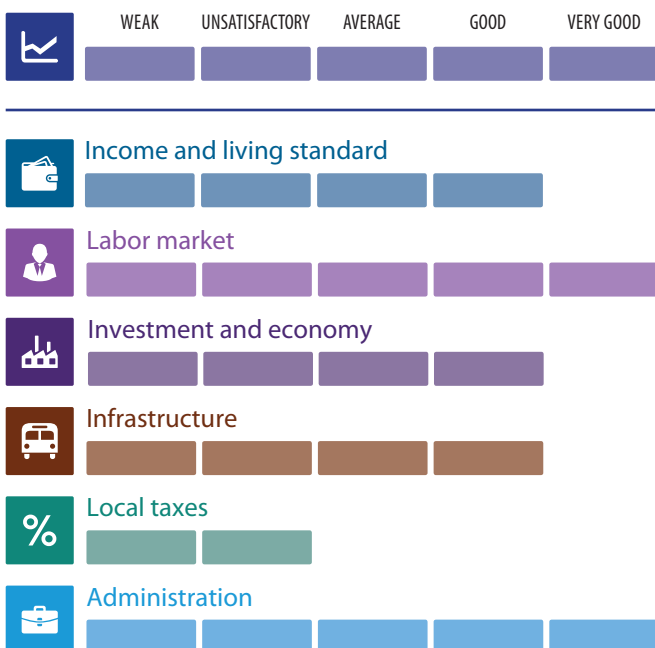 WEAK UNSATISFACTORY AVERAGE GOOD VERY GOOD
Income and living standard
Labor market
Investment and economy
Infrastructure
%
Local taxes
Administration